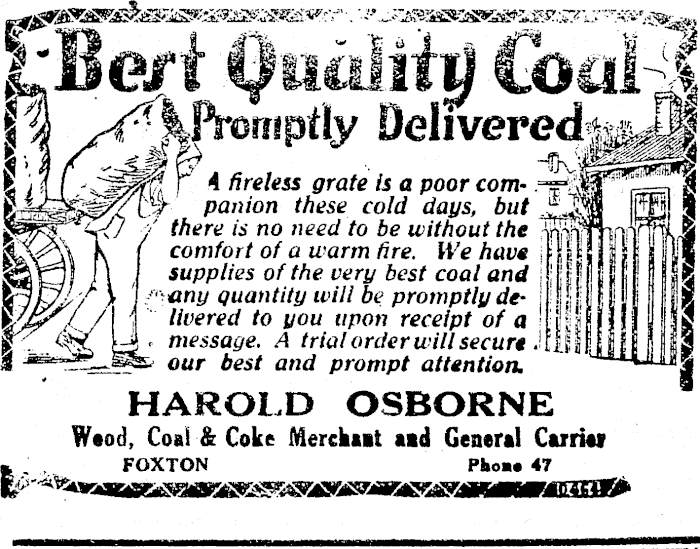 Best Quality Coal
Promptly Delivered
A fireless grate is a poor com-
panion these cold days, but
there is no need to be without the
comfort of a warm fire. We have
supplies of the very best coal and
any quantity will be promptly de-
livered to you upon receipt of a
message. A trial order will secure
our best and prompt attention.
HAROLD OSBORNE
Wood, Coal & Coke Merchant and General Carrier
FOXTON Phone 47